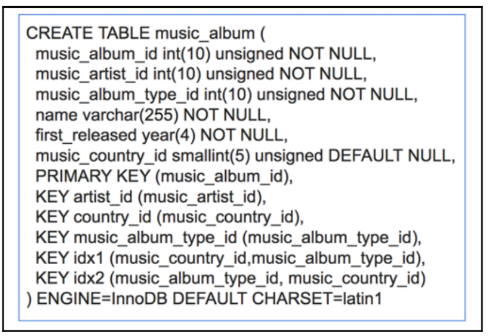 CREATE TABLE music_album (
music_album_id int(10) unsigned NOT NULL,
music_artist_id int(10) unsigned NOT NULL,
music_album_type_id int(10) unsigned NOT NULL,
name varchar(255) NOT NULL,
first_released year(4) NOT NULL,
music_country_id smallint(5) unsigned DEFAULT NULL,
PRIMARY KEY (music_album_id),
KEY artist_id (music_artist_id),
KEY country_id (music_country_id),
KEY music_album_type_id (music_album_type_id),
KEY idx1 (music_country_id,music_album_type_id),
KEY idx2 (music_album_type_id, music_country_id)
) ENGINE=InnoDB DEFAULT CHARSET=latin1